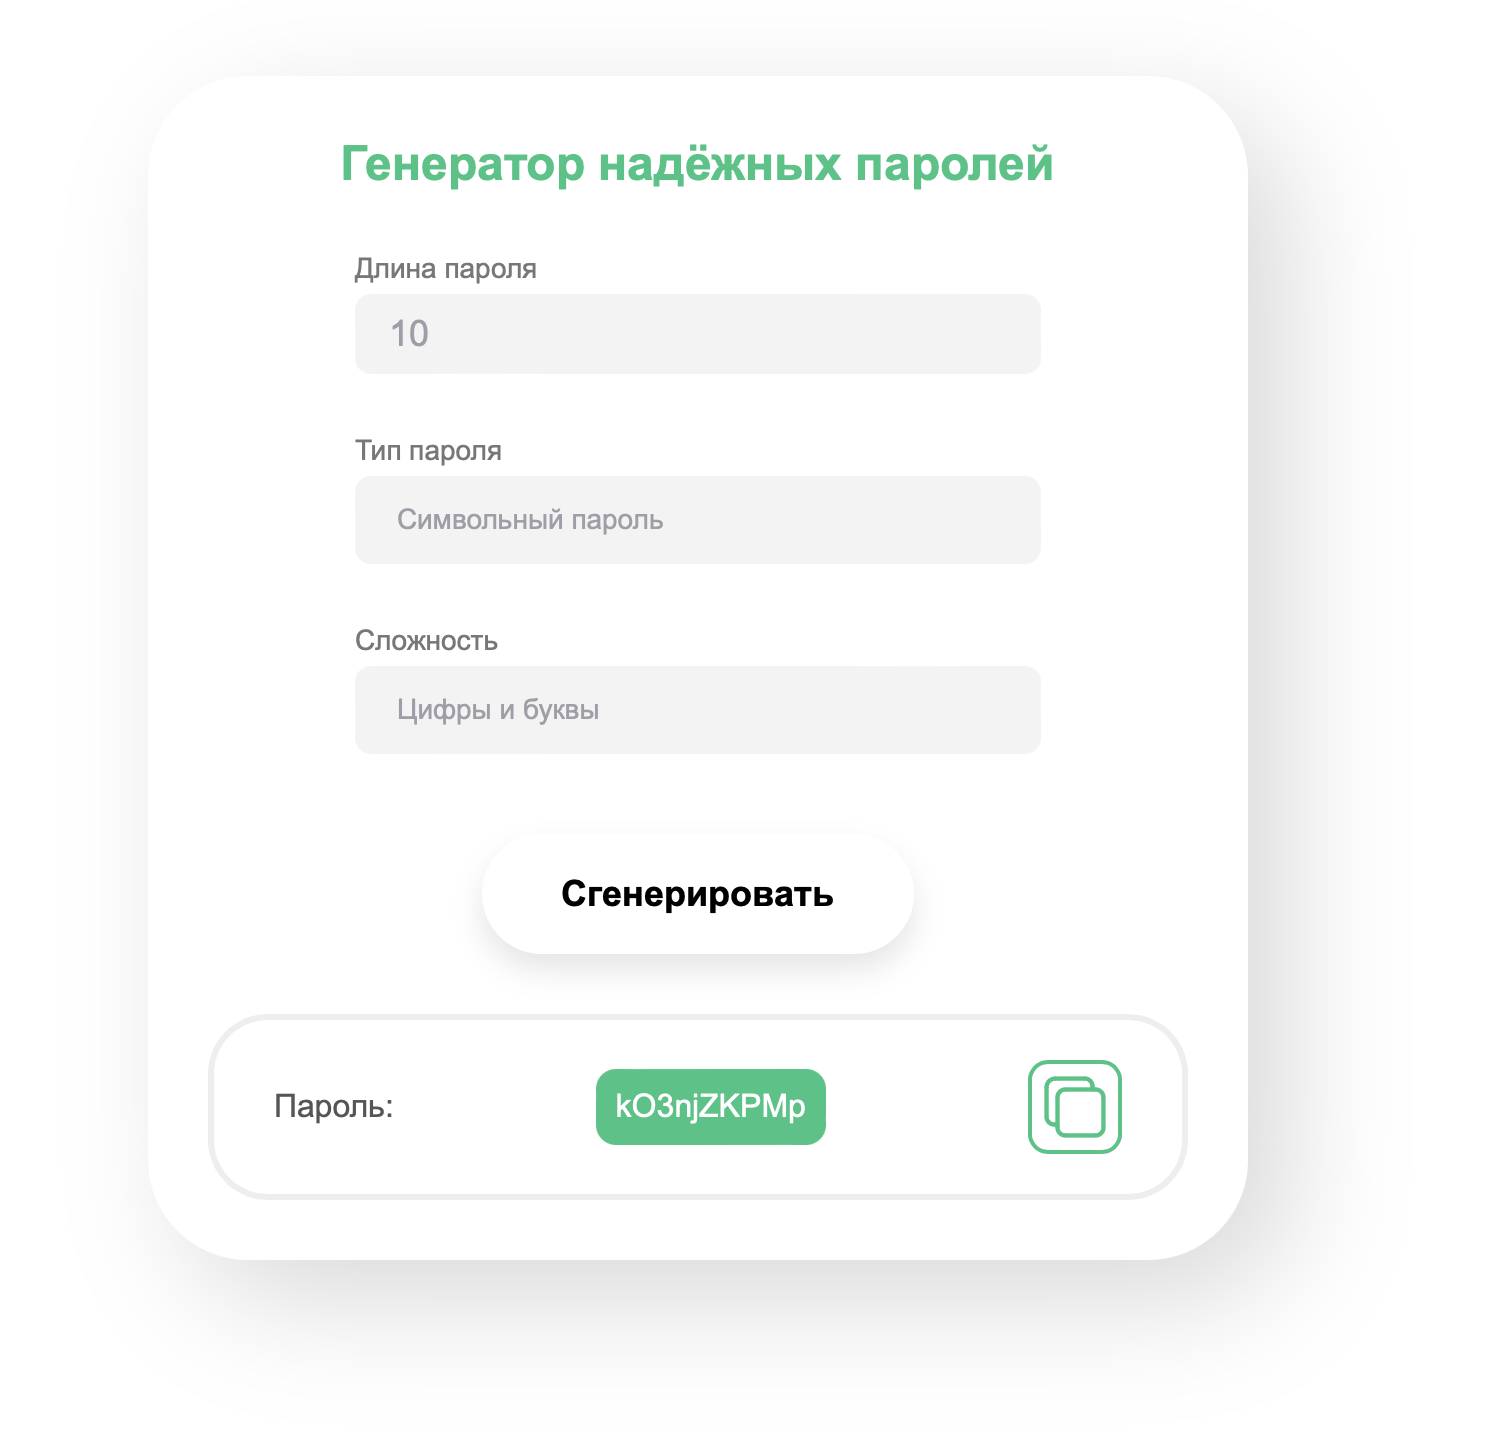 Генератор надёжных паролей
Длина пароля
10
Тип пароля
Символьный пароль
Сложность
Цифры и буквы
Сгенерировать
Пароль:
kO3njZKPMp